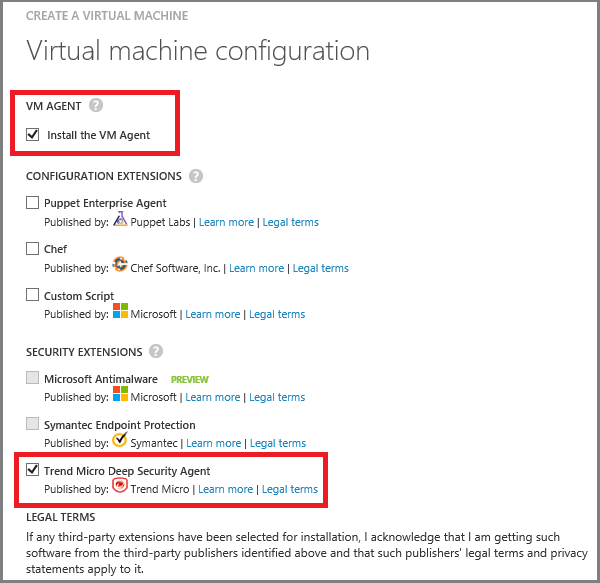 CREATE A VIRTUAL MACHINE
Virtual machine configuration
VM AGENT ?
Install the VM Agent
CONFIGURATION EXTENSIONS ?
Puppet Enterprise Agent
Published by: Puppet Labs | Learn more | Legal terms
Chef
Published by: Chef Software, Inc. | Learn more | Legal terms
Custom Script
Published by: Microsoft | Learn more | Legal terms
SECURITY EXTENSIONS ?
Microsoft Antimalware PREVIEW
Published by: Microsoft | Learn more | Legal terms
Symantec Endpoint Protection
Published by: Symantec | Learn more | Legal terms
Trend Micro Deep Security Agent
Published by: Trend Micro | Learn more | Legal terms
LEGAL TERMS
If any third-party extensions have been selected for installation, I acknowledge that I am getting such
software from the third-party publishers identified above and that such publishers' legal terms and privacy
statements apply to it.